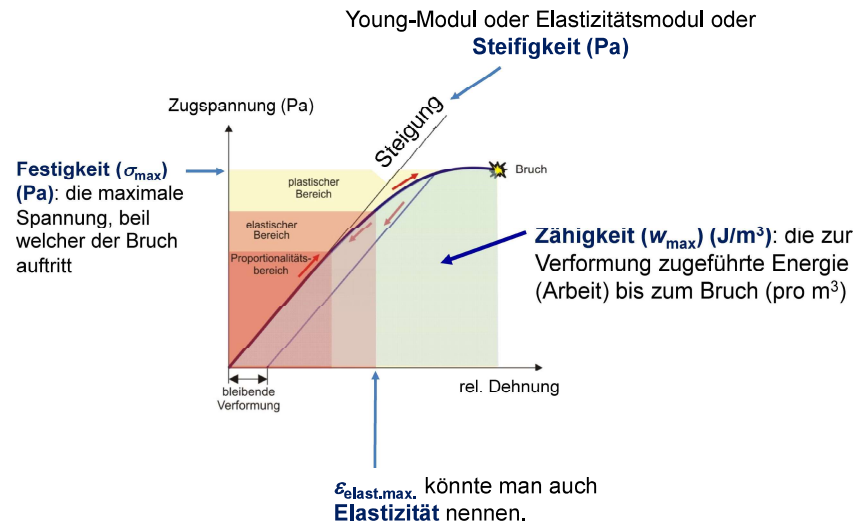 Young-Modul oder Elastizitätsmodul oder
Steifigkeit (Pa)
Zugspannung (Pa)
Steigung
Festigkeit (σmax)
(Pa): die maximale
Spannung, beil
welcher der Bruch
auftritt
plastischer
Bereich
Bruch
elastischer
Bereich
Proportionalitäts-
bereich
Zähigkeit (wmax) (J/m³): die zur
Verformung zugeführte Energie
(Arbeit) bis zum Bruch (pro m³)
bleibende
Verformung
rel. Dehnung
εelast.max. könnte man auch
Elastizität nennen.